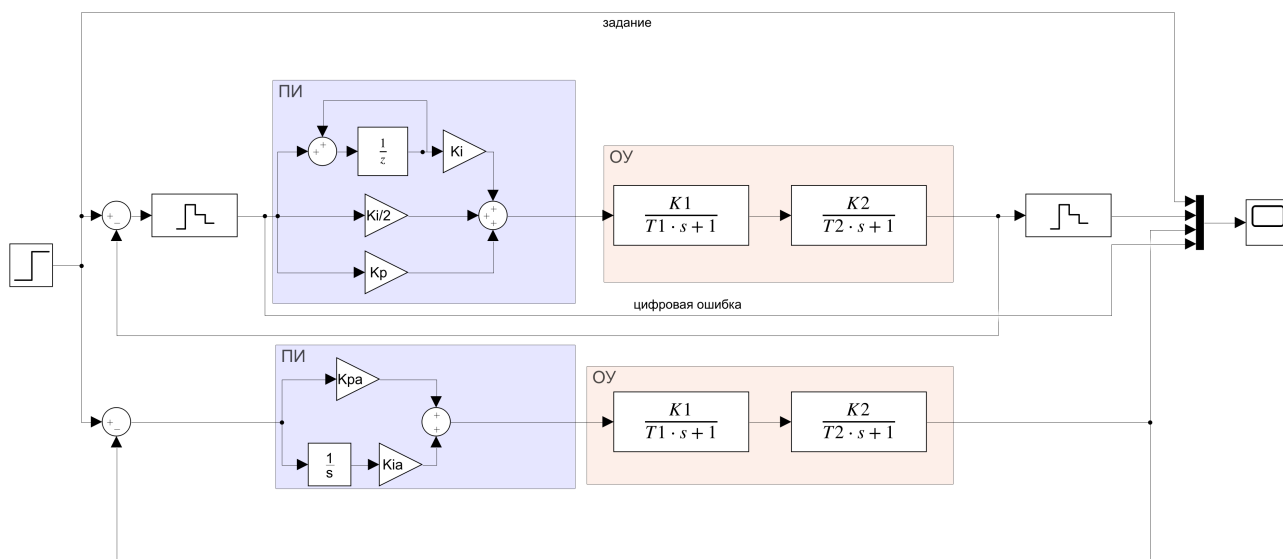 задание
ПИ
+
+
1
z
Ki
ОУ
K1
T1 · s + 1
K2
T2 · s + 1
+
−
Ki/2
+
+
+
Kp
цифровая ошибка
ПИ
Kpa
ОУ
K1
T1 · s + 1
K2
T2 · s + 1
+
−
+
+
1
s
Kia